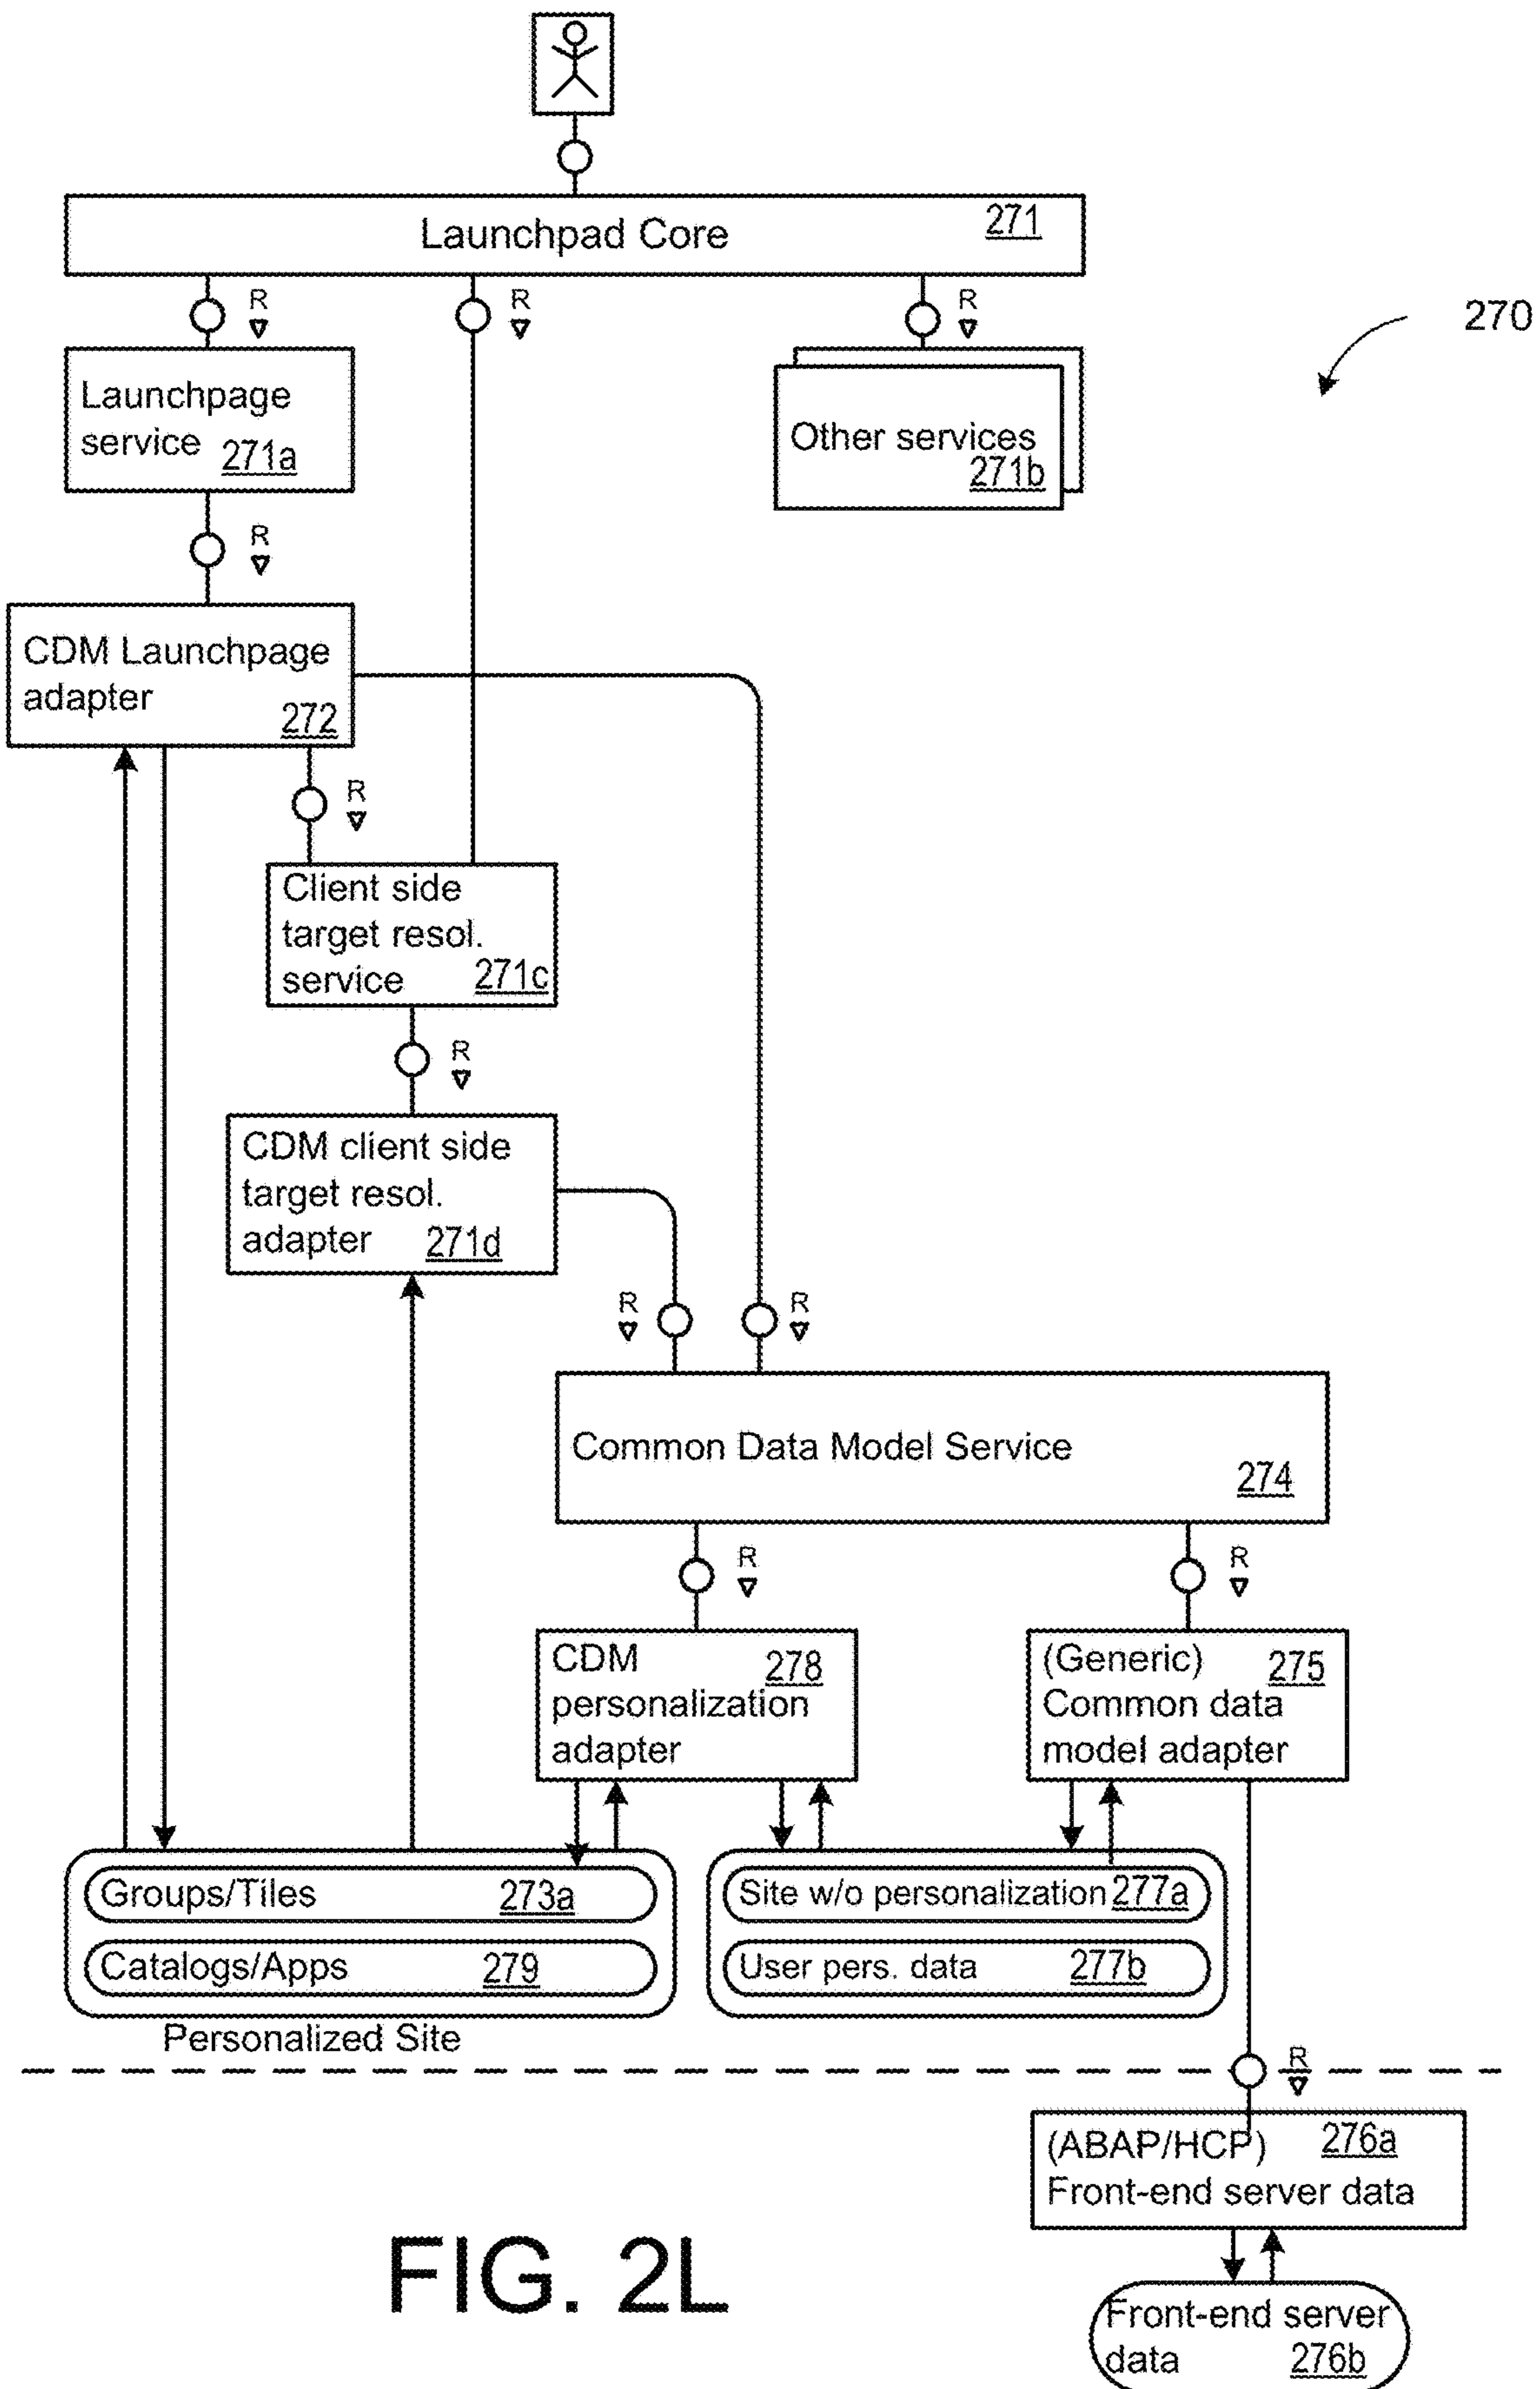 Launchpad Core 271
R
R
R
270
Launchpage
service 271a
Other services
271b
R
CDM Launchpage
adapter
272
R
Client side
target resol.
service 271c
R
CDM client side
target resol.
adapter 271d
R
R
Common Data Model Service
274
R
R
CDM 278
personalization
adapter
(Generic) 275
Common data
model adapter
Groups/Tiles 273a
Catalogs/Apps 279
Personalized Site
Site w/o personalization 277a
User pers. data 277b
R
(ABAP/HCP) 276a
Front-end server data
Front-end server
data 276b
FIG. 2L